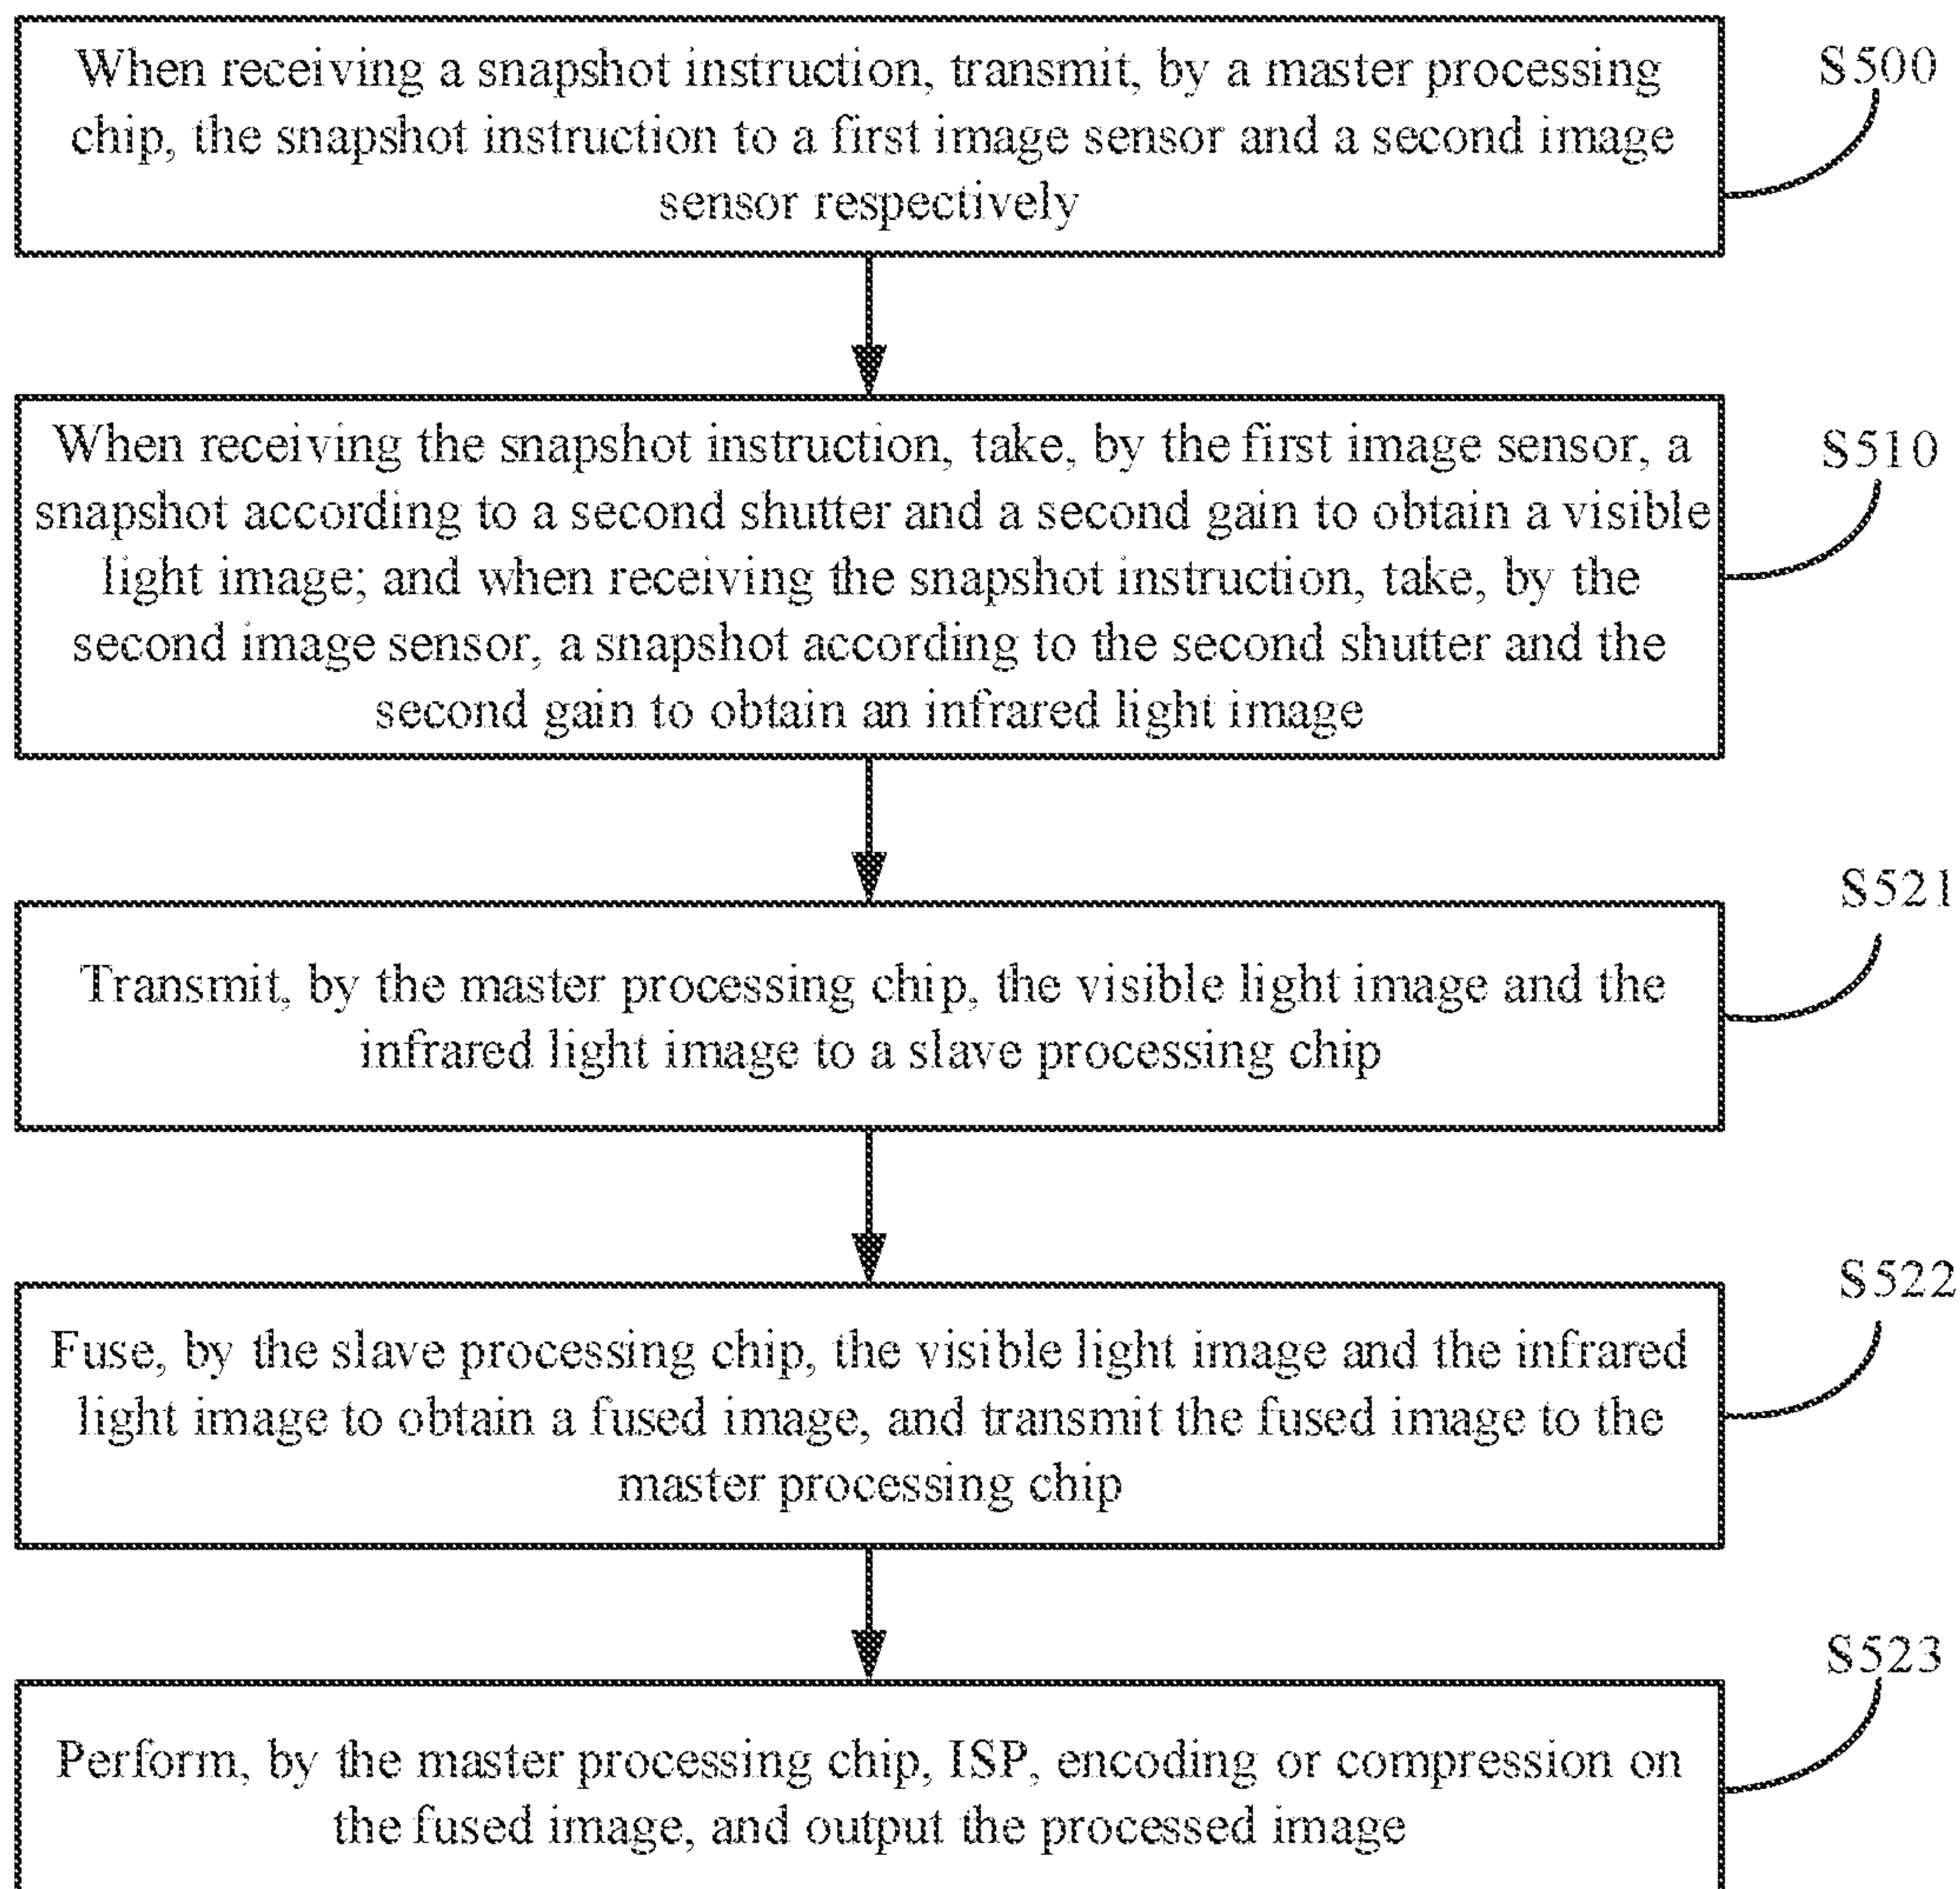 When receiving a snapshot instruction, transmit, by a master processing
chip, the snapshot instruction to a first image sensor and a second image
sensor respectively
S500
When receiving the snapshot instruction, take, by the first image sensor, a
snapshot according to a second shutter and a second gain to obtain a visible
light image; and when receiving the snapshot instruction, take, by the
second image sensor, a snapshot according to the second shutter and the
second gain to obtain an infrared light image
S510
Transmit, by the master processing chip, the visible light image and the
infrared light image to a slave processing chip
S521
Fuse, by the slave processing chip, the visible light image and the infrared
light image to obtain a fused image, and transmit the fused image to the
master processing chip
S522
Perform, by the master processing chip, ISP, encoding or compression on
the fused image, and output the processed image
S523